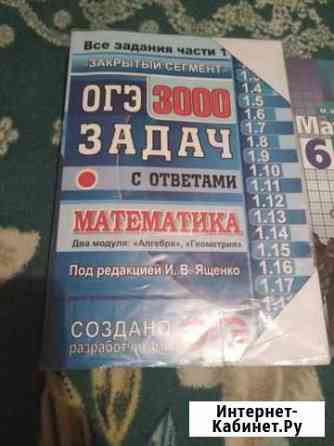 Все задания части 1
"ЗАКРЫТЫЙ СЕГМЕНТ"
ОГЭ 3000
ЗАДАЧ
С ОТВЕТАМИ
МАТЕМАТИКА
Два модуля: «Алгебра», «Геометрия»
Под редакцией И. В. Ященко
СОЗДАНО
1.4
1.5
1.6
1.7
1.8
1.9
1.10
1.11
1.12
1.13
1.14
1.15
1.16
1.17
Ма
6
Интернет-
Кабинет.Ру